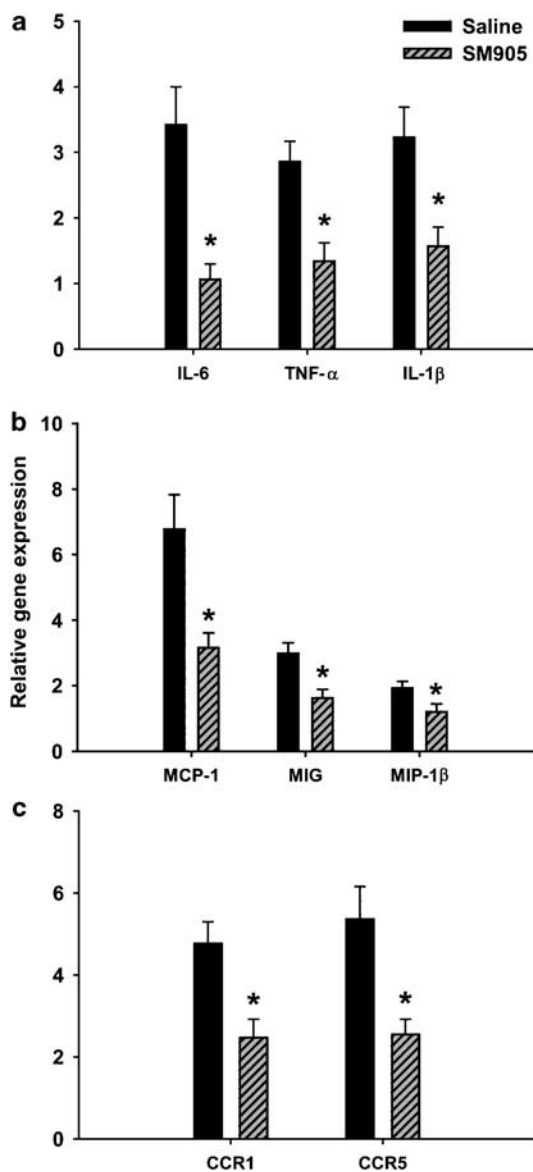 a
Saline
SM905
5
4
3
2
1
0
*
*
*
IL-6 TNF-α IL-1β
b
Relative gene expression
10
8
6
4
2
0
*
*
*
MCP-1 MIG MIP-1β
c
8
6
4
2
0
*
*
CCR1 CCR5